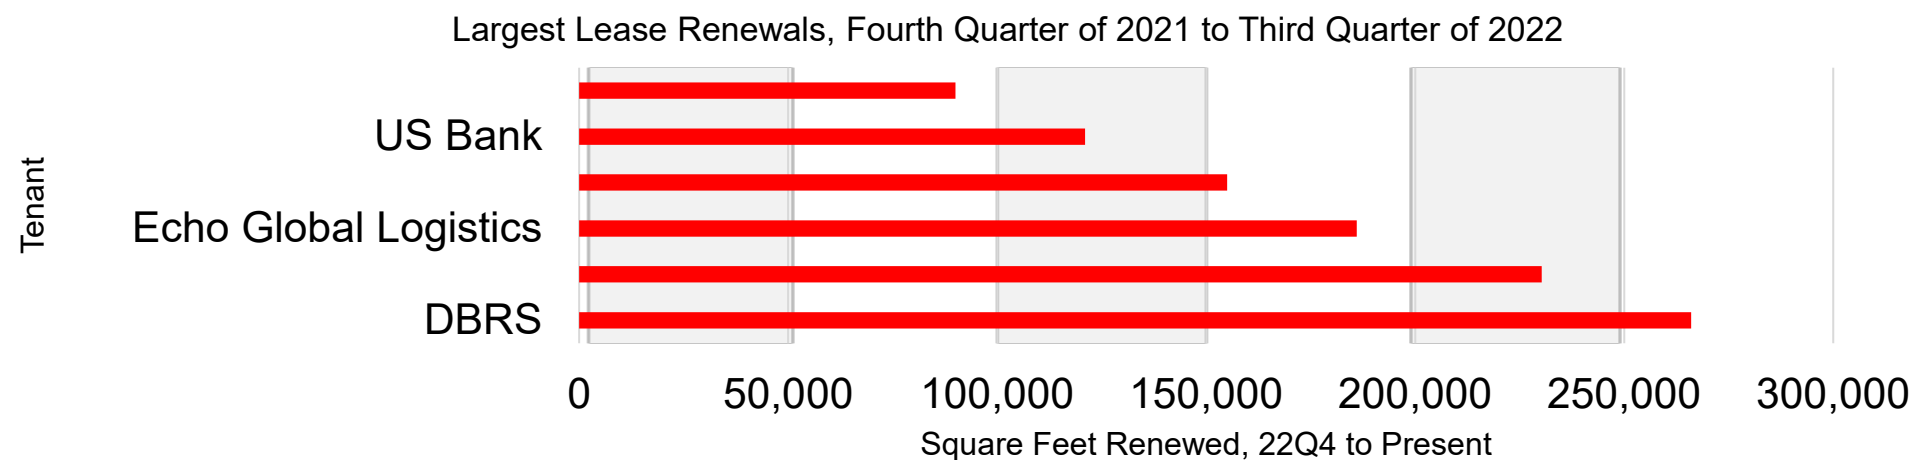 Largest Lease Renewals, Fourth Quarter of 2021 to Third Quarter of 2022
Tenant
US Bank
Echo Global Logistics
DBRS
0 50,000 100,000 150,000 200,000 250,000 300,000
Square Feet Renewed, 22Q4 to Present